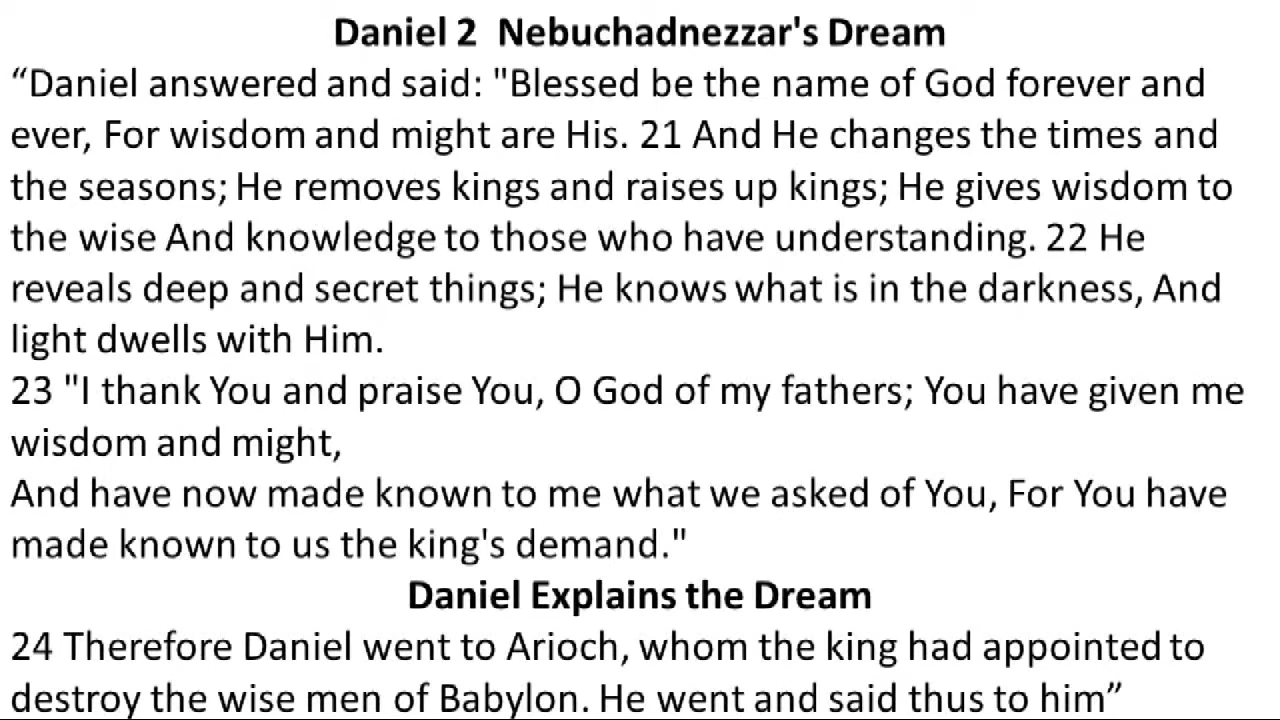 Daniel 2  Nebuchadnezzar's Dream
“Daniel answered and said: "Blessed be the name of God forever and
ever, For wisdom and might are His. 21 And He changes the times and
the seasons; He removes kings and raises up kings; He gives wisdom to
the wise And knowledge to those who have understanding. 22 He
reveals deep and secret things; He knows what is in the darkness, And
light dwells with Him.
23 "I thank You and praise You, O God of my fathers; You have given me
wisdom and might,
And have now made known to me what we asked of You, For You have
made known to us the king's demand."
Daniel Explains the Dream
24 Therefore Daniel went to Arioch, whom the king had appointed to
destroy the wise men of Babylon. He went and said thus to him”